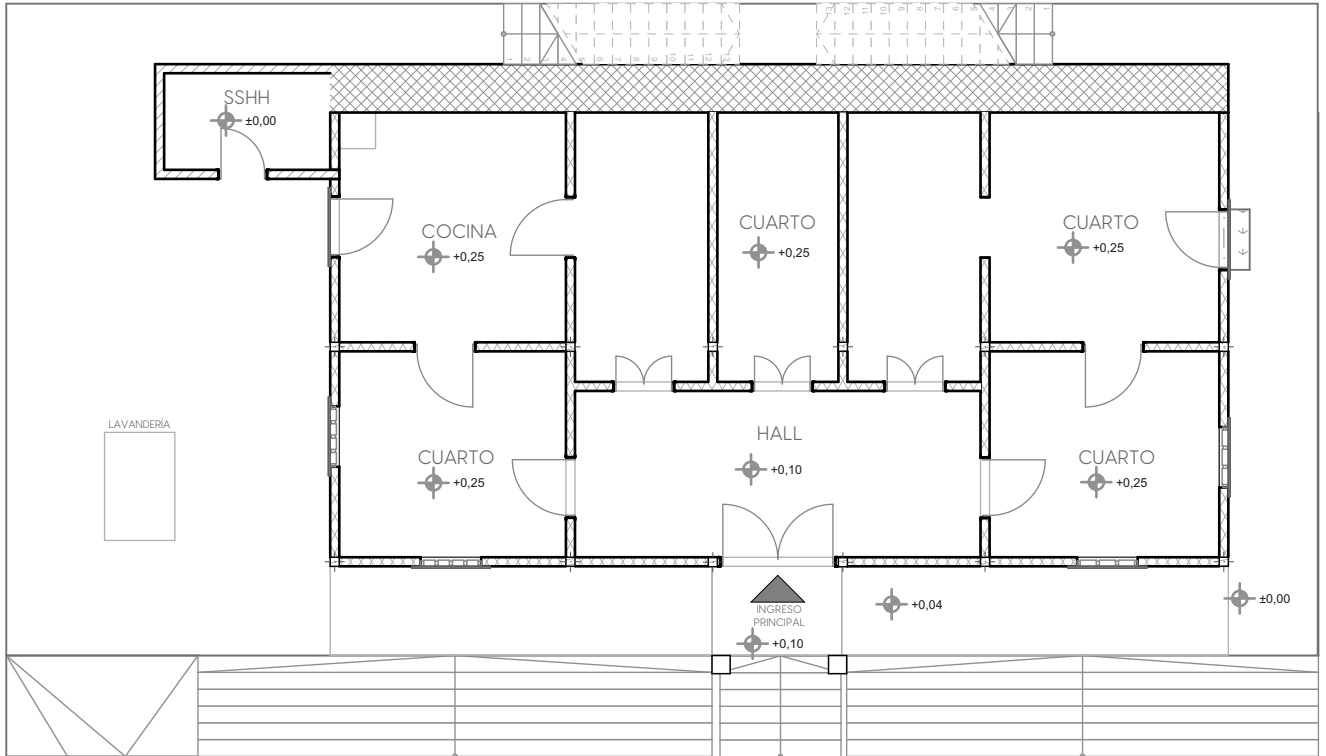 SSHH
±0,00
COCINA
+0,25
CUARTO
+0,25
CUARTO
+0,25
LAVANDERÍA
CUARTO
+0,25
HALL
+0,10
CUARTO
+0,25
INGRESO
PRINCIPAL
+0,10
+0,04
±0,00